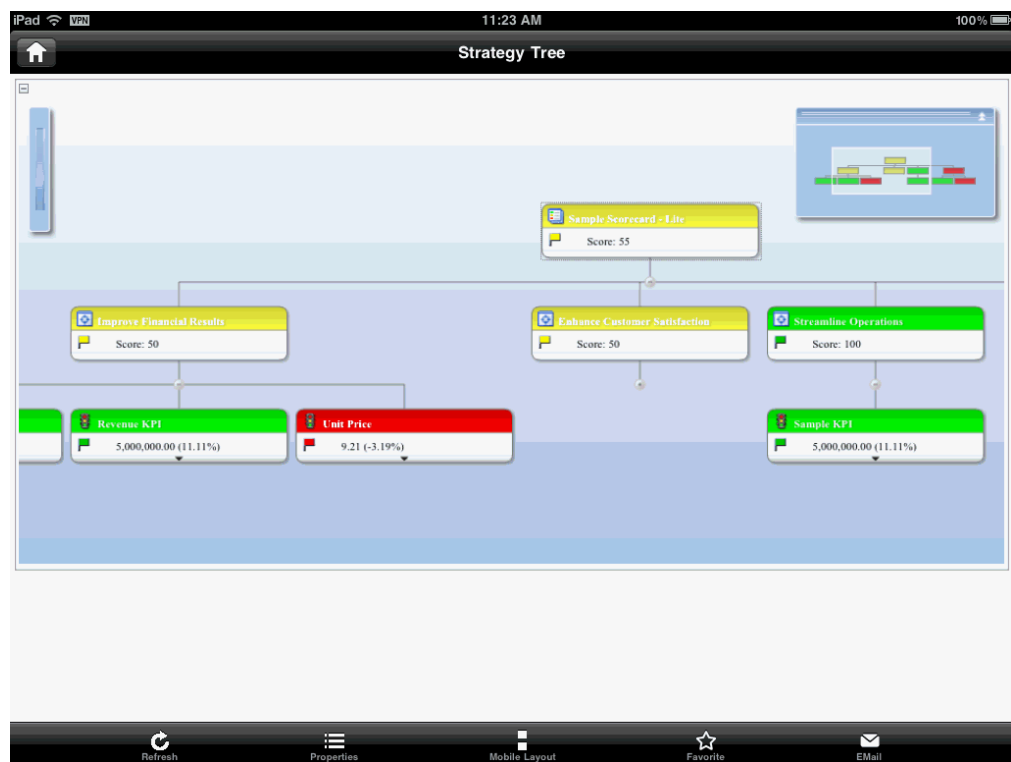 iPad VPN 11:23 AM 100%
Strategy Tree
Sample Scorecard - Lite
Score: 55
Improve Financial Results
Score: 50
Enhance Customer Satisfaction
Score: 50
Streamline Operations
Score: 100
Revenue KPI
5,000,000.00 (11.11%)
Unit Price
9.21 (-3.19%)
Sample KPI
5,000,000.00 (11.11%)
Refresh
Properties
Mobile Layout
Favorite
EMail